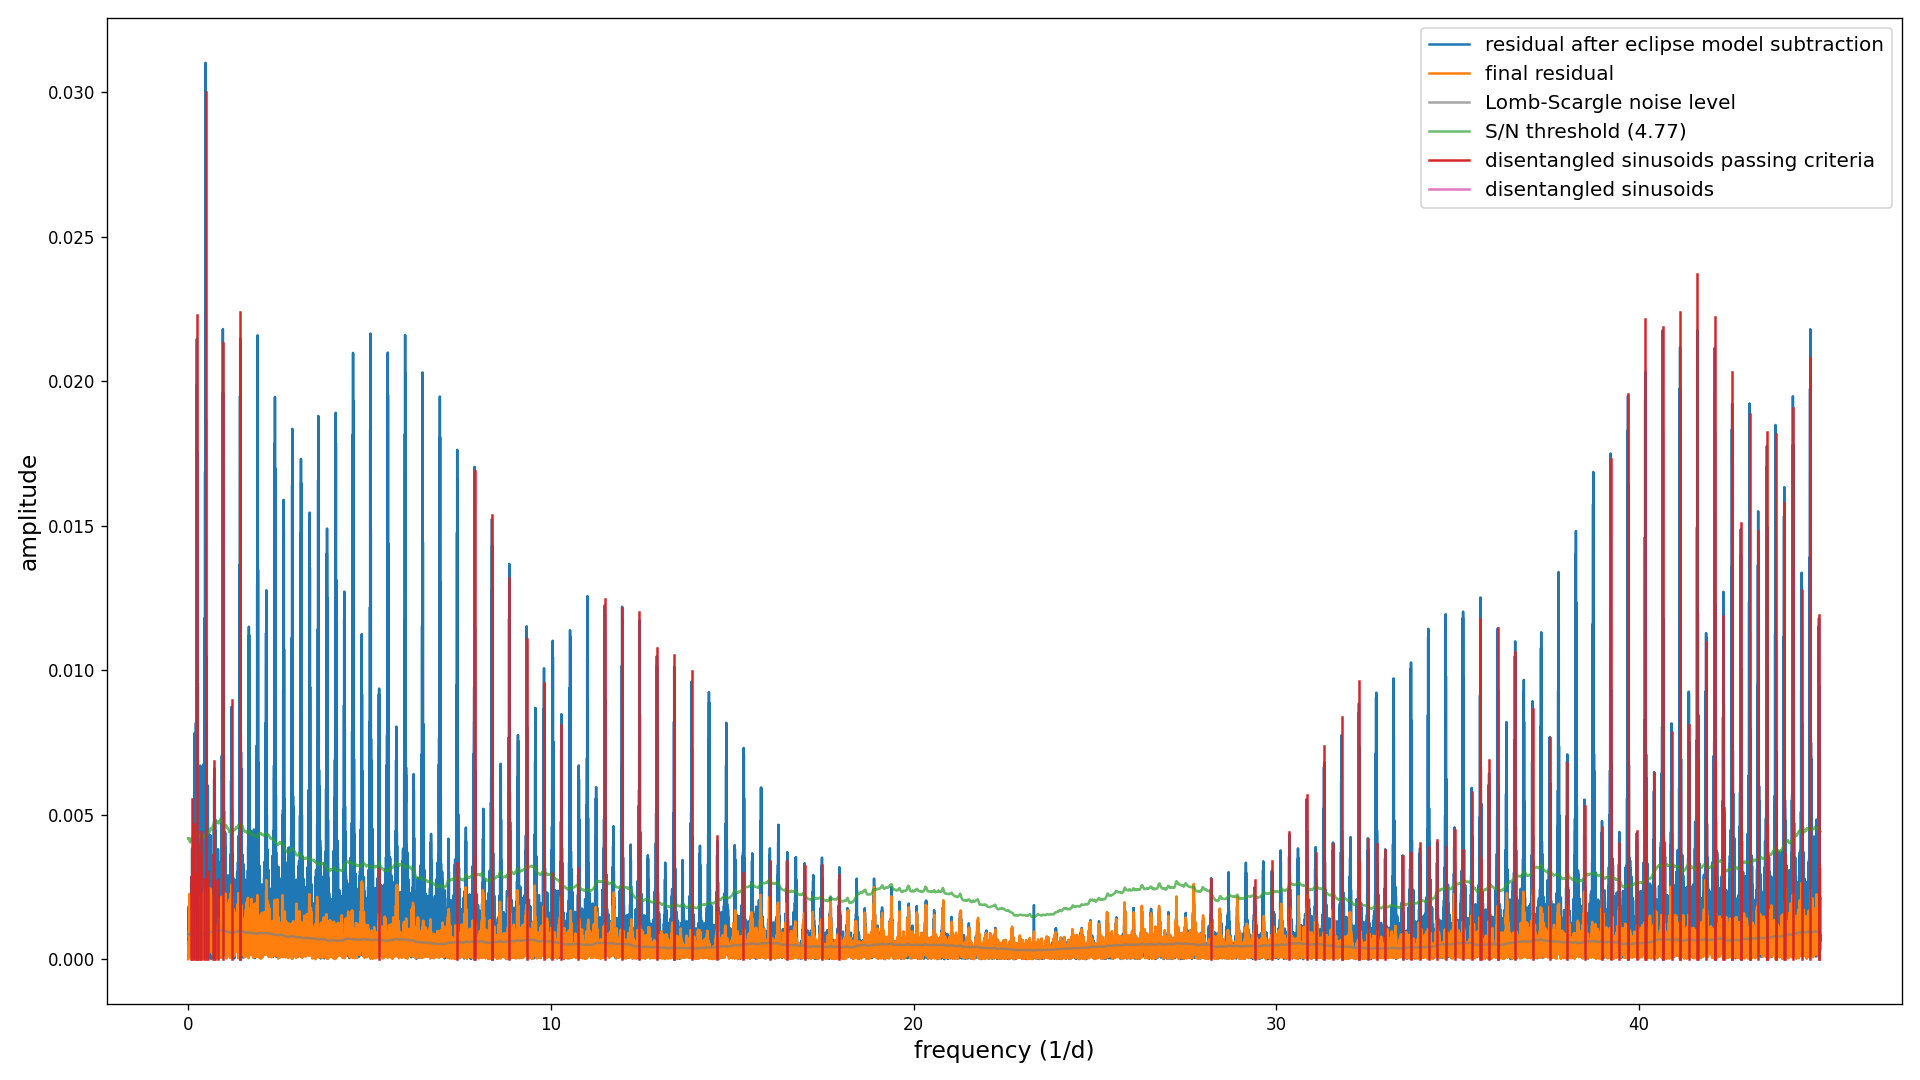 residual after eclipse model subtraction
final residual
Lomb-Scargle noise level
S/N threshold (4.77)
disentangled sinusoids passing criteria
disentangled sinusoids
amplitude
0.030
0.025
0.020
0.015
0.010
0.005
0.000
0 10 20 30 40
frequency (1/d)